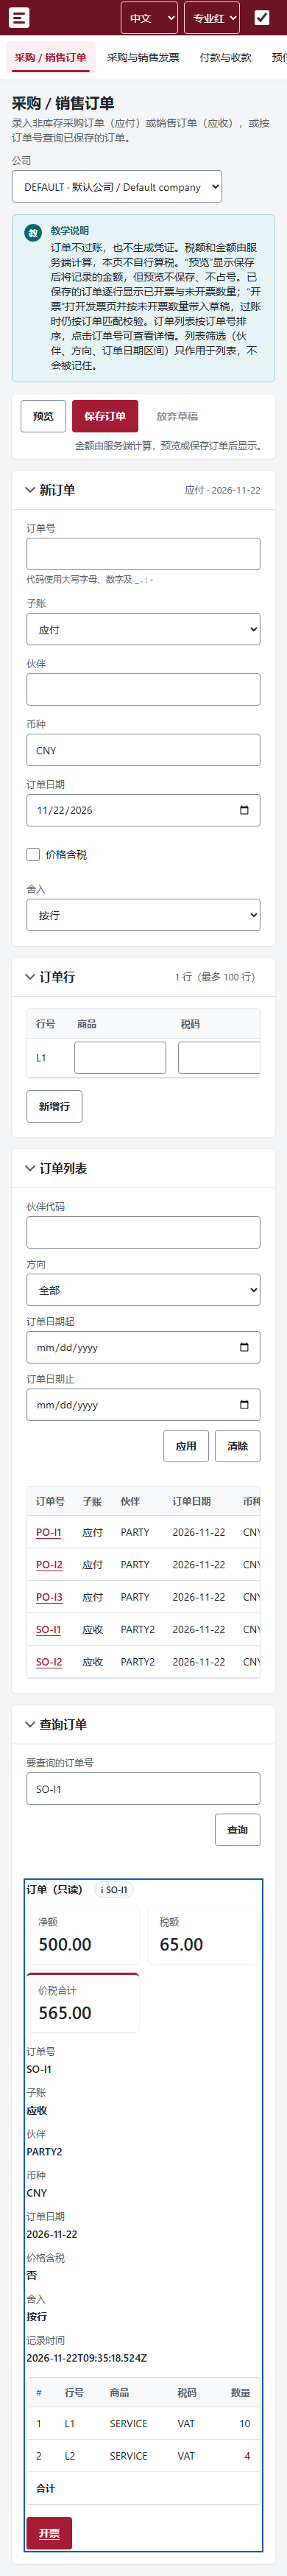 中文
专业红
采购 / 销售订单
采购与销售发票
付款与收款
采购 / 销售订单
录入非库存采购订单（应付）或销售订单（应收），或按
订单号查询已保存的订单。
公司
DEFAULT · 默认公司 / Default company
教
教学说明
订单不过账，也不生成凭证。税额和金额由服
务端计算，本页不自行算税。“预览”显示保存
后将记录的金额，但预览不保存、不占号。已
保存的订单逐行显示已开票与未开票数量；“开
票”打开发票页并按未开票数量带入草稿，过账
时仍按订单匹配校验。订单列表按订单号排
序，点击订单号可查看详情。列表筛选（伙
伴、方向、订单日期区间）只作用于列表，不
会被记住。
预览
保存订单
放弃草稿
金额由服务端计算。预览或保存订单后显示。
新订单
应付 · 2026-11-22
订单号
代码使用大写字母、数字及 _ . : -
子账
应付
伙伴
币种
CNY
订单日期
11/22/2026
价格含税
舍入
按行
订单行
1 行（最多 100 行）
行号 商品 税码
L1
新增行
订单列表
伙伴代码
方向
全部
订单日期起
mm/dd/yyyy
订单日期止
mm/dd/yyyy
应用
清除
订单号 子账 伙伴 订单日期 币种
PO-I1 应付 PARTY 2026-11-22 CNY
PO-I2 应付 PARTY 2026-11-22 CNY
PO-I3 应付 PARTY 2026-11-22 CNY
SO-I1 应收 PARTY2 2026-11-22 CNY
SO-I2 应收 PARTY2 2026-11-22 CNY
查询订单
要查询的订单号
SO-I1
查询
订单（只读）
i SO-I1
净额
500.00
税额
65.00
价税合计
565.00
订单号
SO-I1
子账
应收
伙伴
PARTY2
币种
CNY
订单日期
2026-11-22
价格含税
否
舍入
按行
记录时间
2026-11-22T09:35:18.524Z
# 行号 商品 税码 数量
1 L1 SERVICE VAT 10
2 L2 SERVICE VAT 4
合计
开票